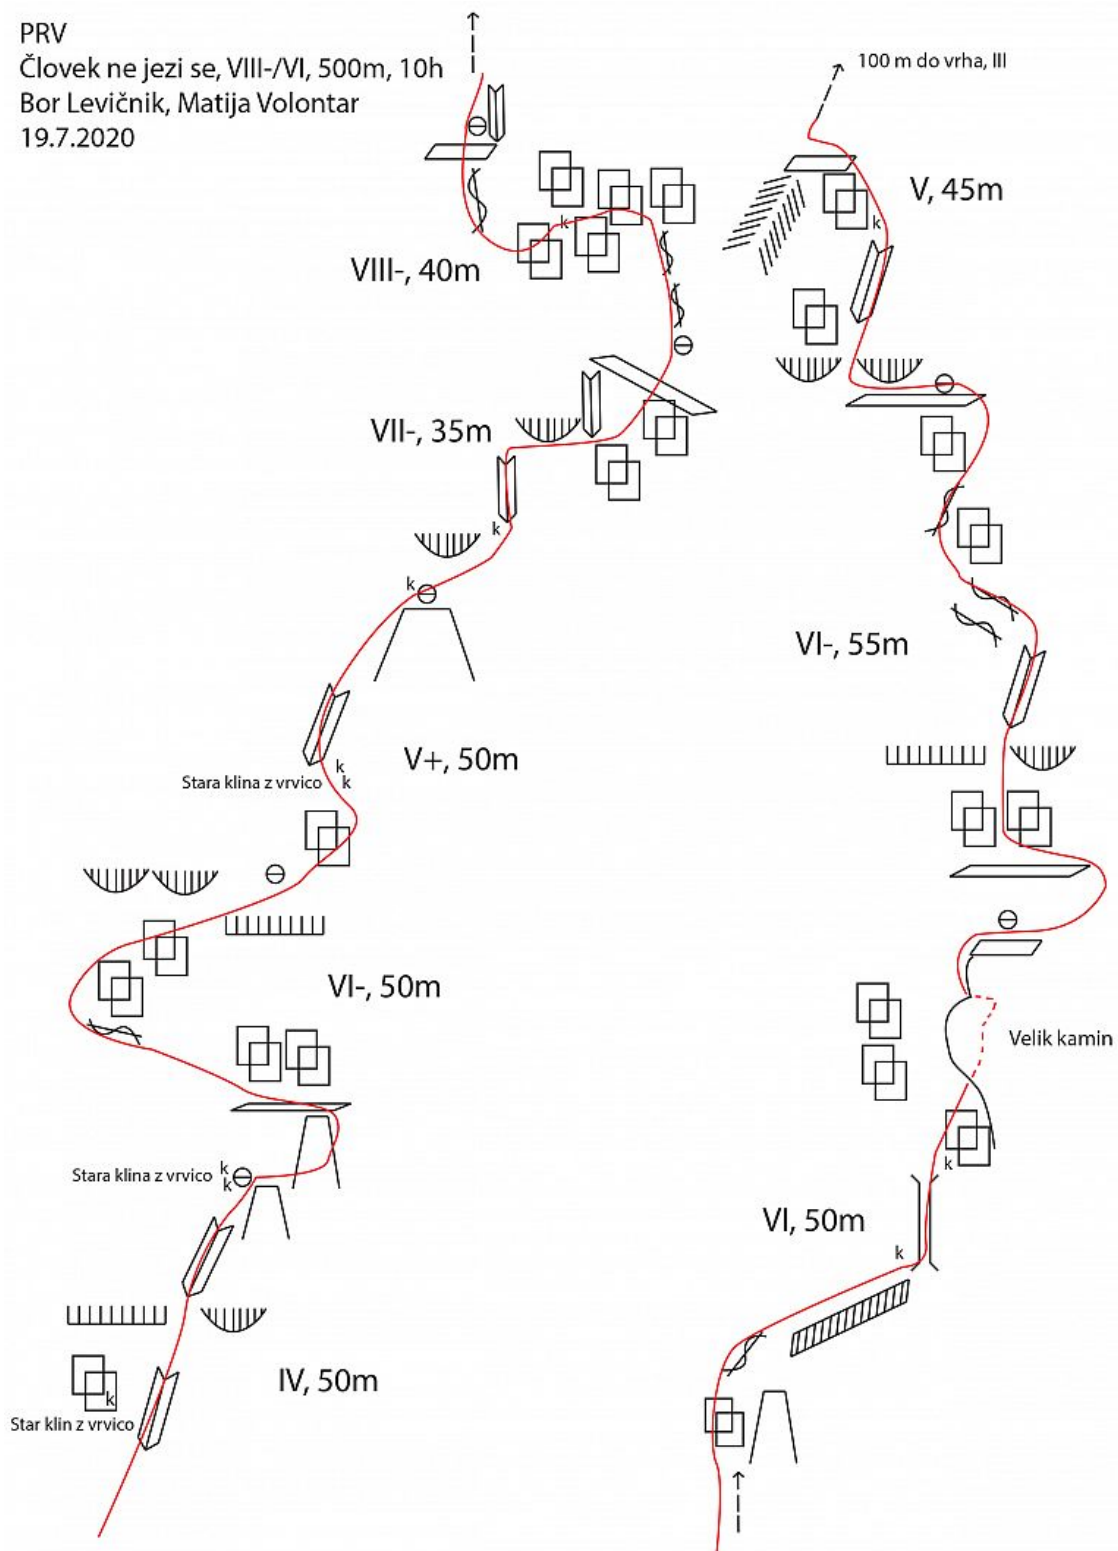 PRV
Človek ne jezi se, VIII-/VI, 500m, 10h
Bor Levičnik, Matija Volontar
19.7.2020
k
VIII-, 40m
VII-, 35m
k
k
V+, 50m
k
Stara klina z vrvico k
VI-, 50m
k
Stara klina z vrvico
k
IV, 50m
k
Star klin z vrvico
100 m do vrha, III
V, 45m
k
VI-, 55m
Velik kamin
k
VI, 50m
k